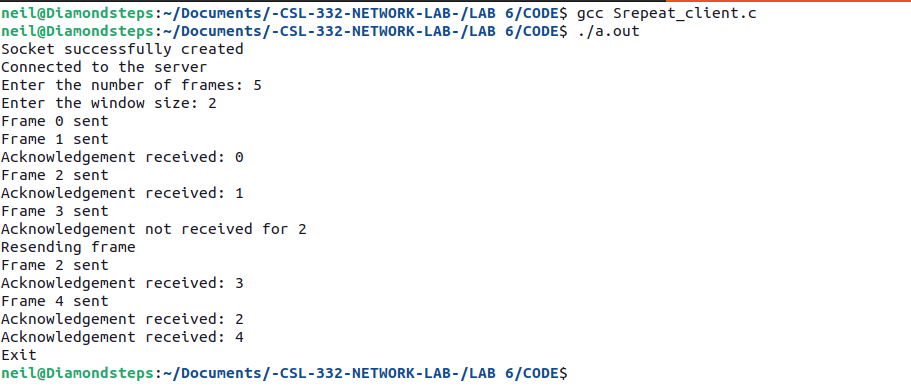 neil@Diamondsteps:~/Documents/-CSL-332-NETWORK-LAB-/LAB 6/CODE$ gcc Srepeat_client.c
neil@Diamondsteps:~/Documents/-CSL-332-NETWORK-LAB-/LAB 6/CODE$ ./a.out
Socket successfully created
Connected to the server
Enter the number of frames: 5
Enter the window size: 2
Frame 0 sent
Frame 1 sent
Acknowledgement received: 0
Frame 2 sent
Acknowledgement received: 1
Frame 3 sent
Acknowledgement not received for 2
Resending frame
Frame 2 sent
Acknowledgement received: 3
Frame 4 sent
Acknowledgement received: 2
Acknowledgement received: 4
Exit
neil@Diamondsteps:~/Documents/-CSL-332-NETWORK-LAB-/LAB 6/CODE$